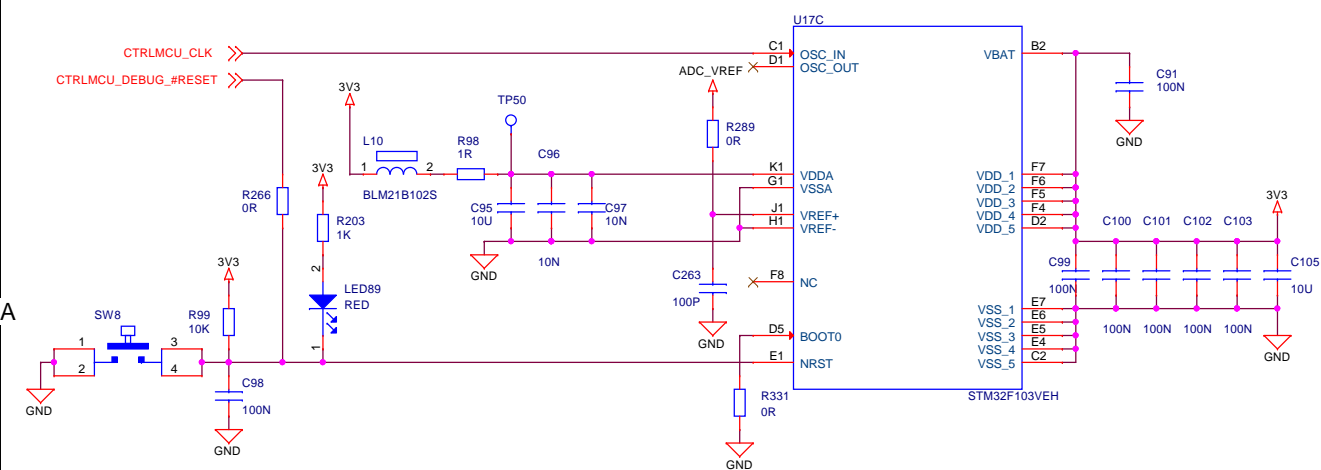 U17C
CTRLMCU_CLK
C1
OSC_IN
VBAT
B2
D1
OSC_OUT
ADC_VREF
CTRLMCU_DEBUG_#RESET
C91
100N
3V3
TP50
GND
R289
0R
L10
R98
1R
C96
1
2
BLM21B102S
K1
VDDA
G1
VSSA
VDD_1
F7
VDD_2
F6
VDD_3
F5
VDD_4
F4
VDD_5
D2
3V3
R266
0R
R203
1K
C95
10U
C97
10N
J1
VREF+
H1
VREF-
3V3
GND
10N
C99
100N
C100
C101
C102
C103
C105
10U
3V3
2
LED89
RED
C263
100P
F8
NC
A
SW8
R99
10K
GND
VSS_1
E7
VSS_2
E6
VSS_3
E5
VSS_4
E4
VSS_5
C2
100N
100N
100N
100N
GND
D5
BOOT0
1
3
2
4
1
E1
NRST
GND
C98
100N
R331
0R
STM32F103VEH
GND
GND